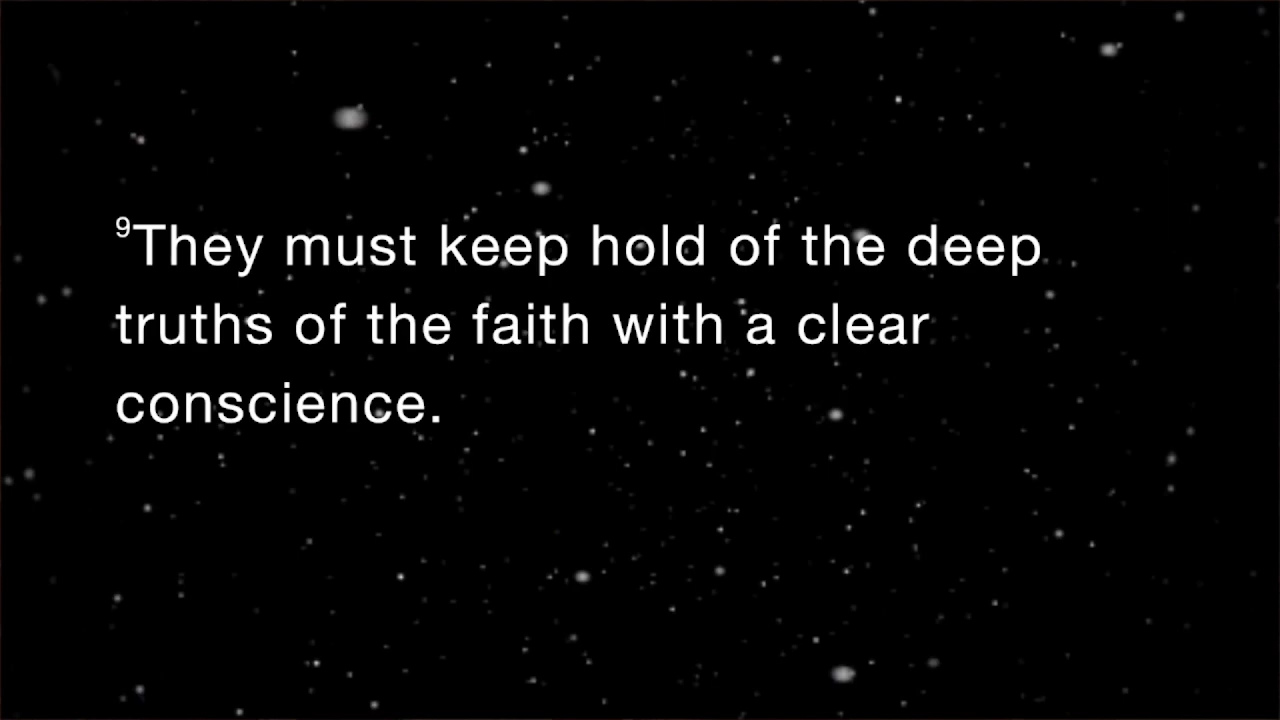 ⁹They must keep hold of the deep
truths of the faith with a clear
conscience.